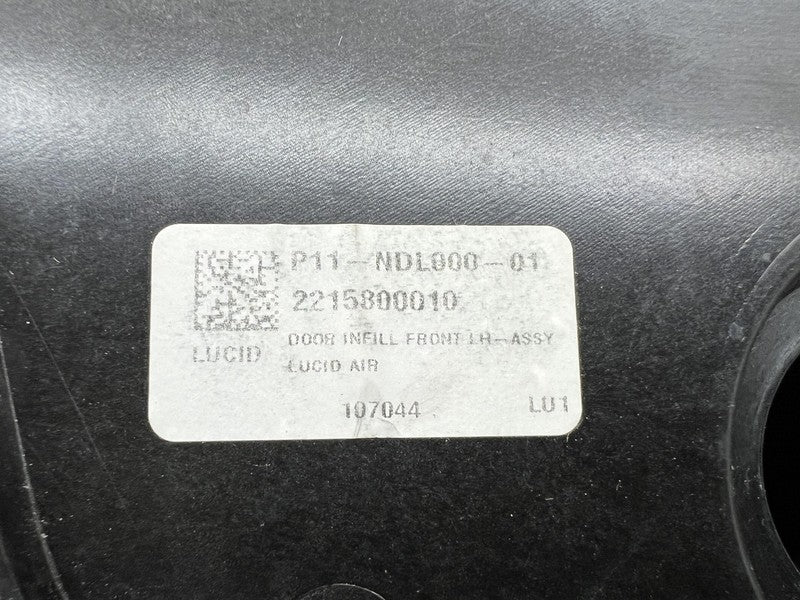 P11-NDL000-01
2215800010
DOOR INFILL FRONT LH-ASSY
LUCID
LUCID AIR
107044
LU1